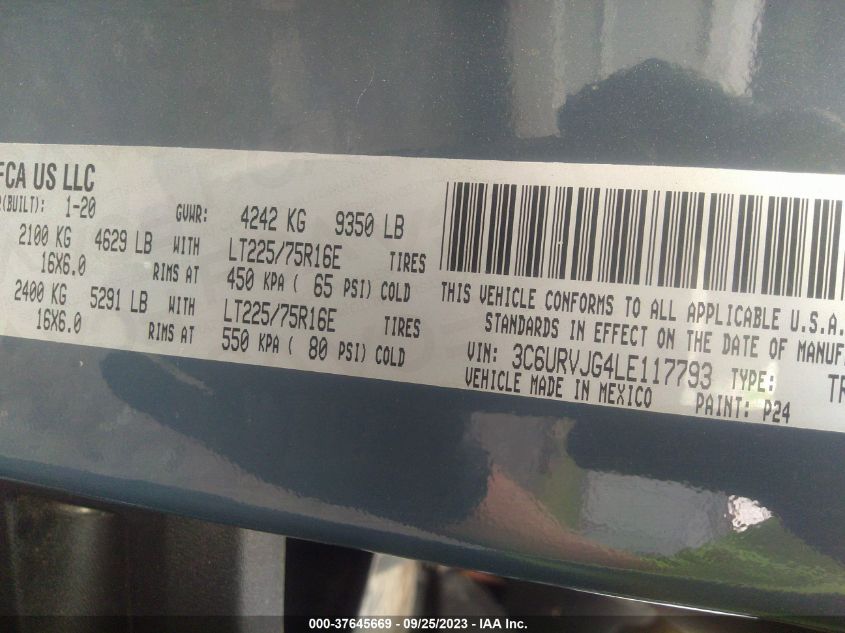 FCA US LLC
(BUILT): 1-20 GVWR: 4242 KG 9350 LB
2100 KG 4629 LB WITH LT225/75R16E TIRES
16X6.0 RIMS AT 450 KPA ( 65 PSI) COLD
2400 KG 5291 LB WITH LT225/75R16E TIRES
16X6.0 RIMS AT 550 KPA ( 80 PSI) COLD
THIS VEHICLE CONFORMS TO ALL APPLICABLE U.S.A.
STANDARDS IN EFFECT ON THE DATE OF MANUF
VIN: 3C6URVJG4LE117793 TYPE: TR
VEHICLE MADE IN MEXICO PAINT: P24
000-37645669 - 09/25/2023 - IAA Inc.